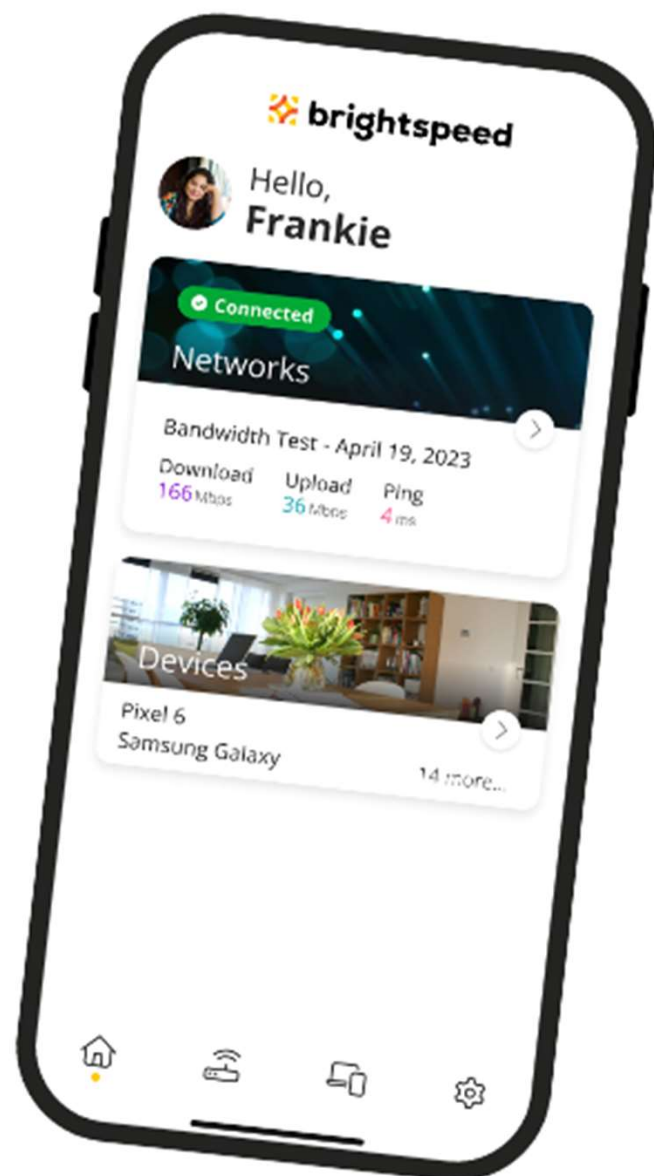 brightspeed
Hello,
Frankie
Connected
Networks
Bandwidth Test - April 19, 2023
Download Upload Ping
166 Mbps 36 Mbps 4 ms
Devices
Pixel 6
Samsung Galaxy
14 more...